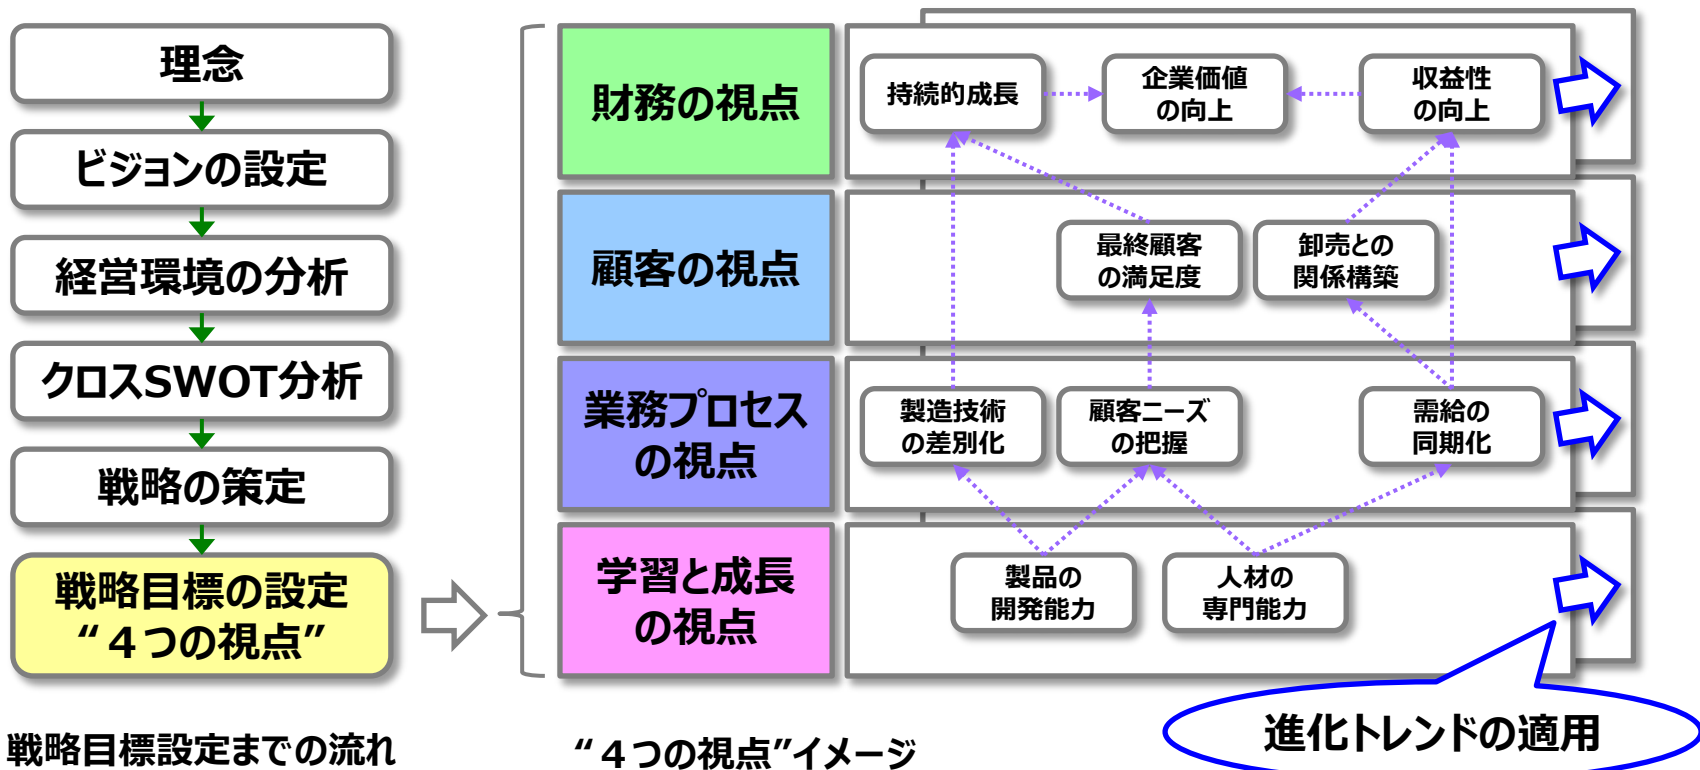 理念
ビジョンの設定
経営環境の分析
クロスSWOT分析
戦略の策定
戦略目標の設定
“４つの視点”
戦略目標設定までの流れ
財務の視点
持続的成長
企業価値
の向上
収益性
の向上
顧客の視点
最終顧客
の満足度
卸売との
関係構築
業務プロセス
の視点
製造技術
の差別化
顧客ニーズ
の把握
需給の
同期化
学習と成長
の視点
製品の
開発能力
人材の
専門能力
“４つの視点”イメージ
進化トレンドの適用